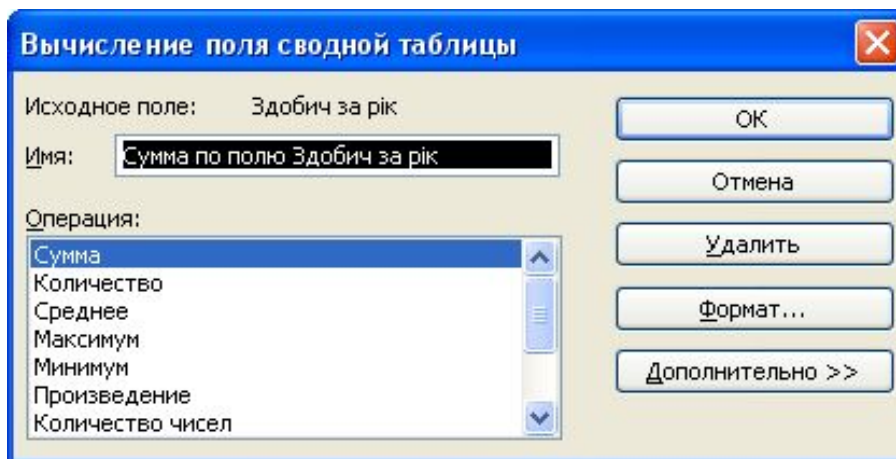 Вычисление поля сводной таблицы
Исходное поле: Здобич за рік
Имя: Сумма по полю Здобич за рік
Операция:
Сумма
Количество
Среднее
Максимум
Минимум
Произведение
Количество чисел
ОК
Отмена
Удалить
Формат...
Дополнительно >>